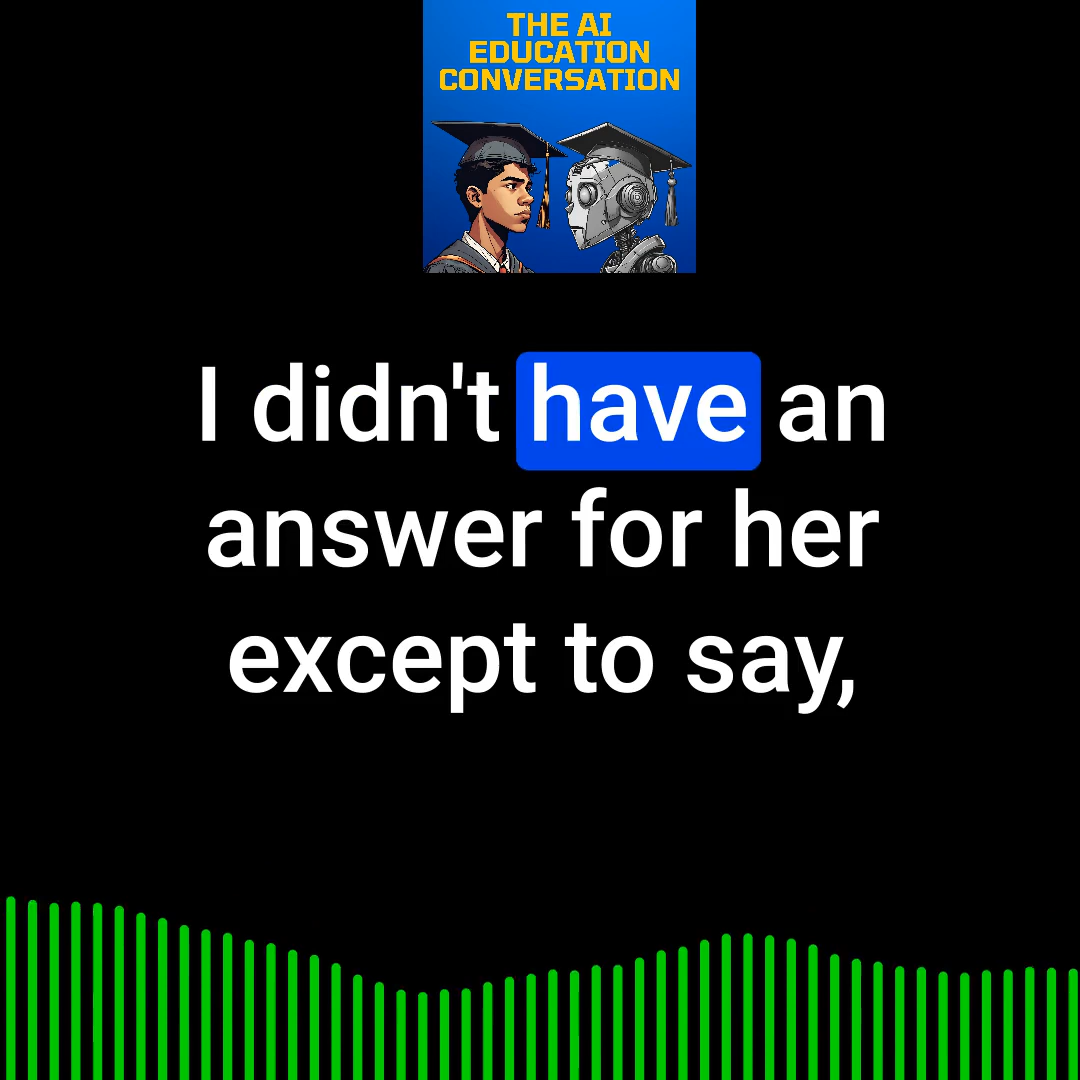 THE AI
EDUCATION
CONVERSATION
I didn't have an
answer for her
except to say,